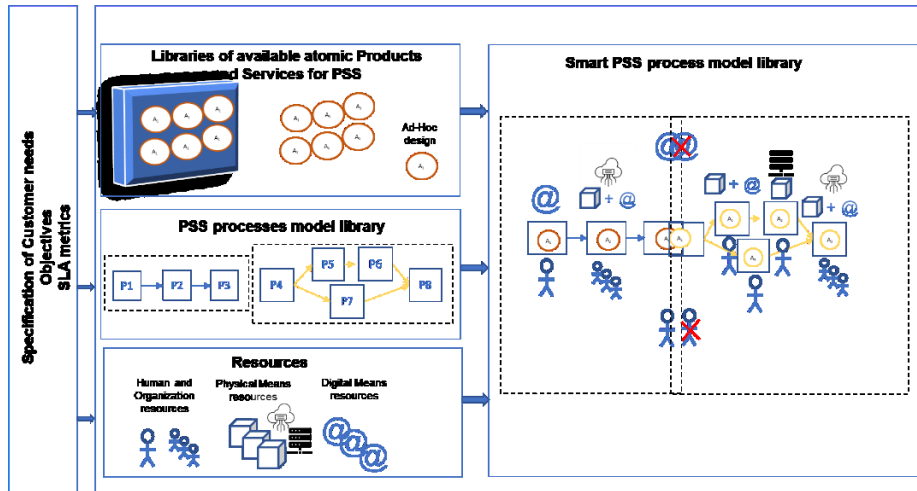 Specification of Customer needs
Objectives
SLA metrics
Libraries of available atomic Products
and Services for PSS
Ad-Hoc
design
PSS processes model library
P1
P2
P3
P4
P5
P6
P7
P8
Resources
Human and
Organization
resources
Physical Means
resources
Digital Means
resources
@
@
@
Smart PSS process model library
@
@
@
+ @
+ @
+ @
@